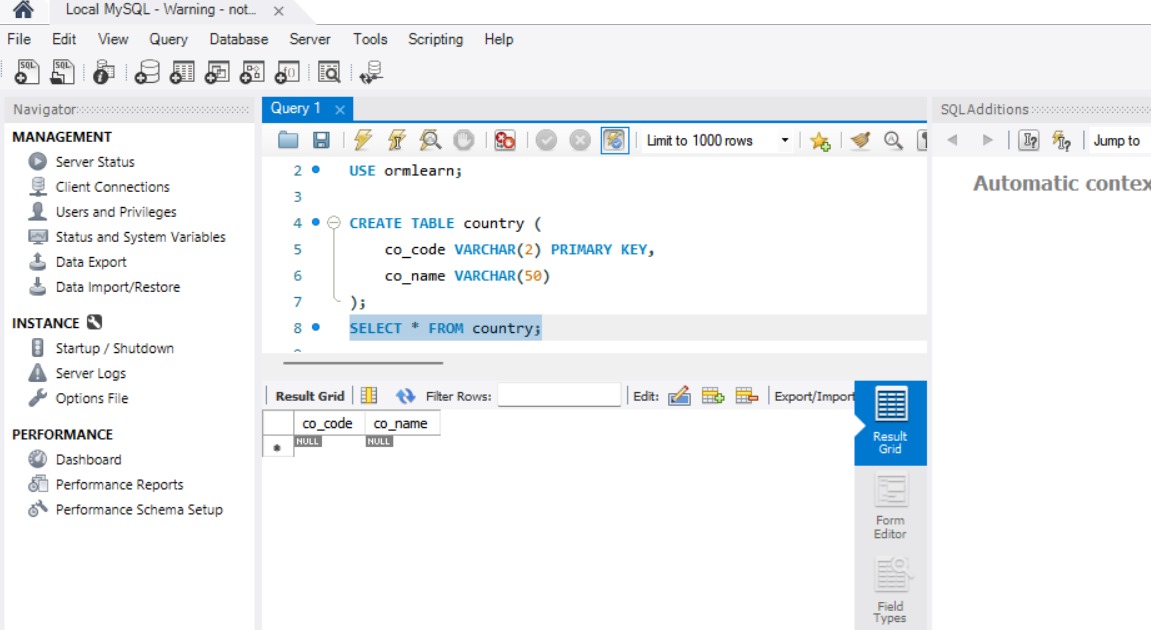 Local MySQL - Warning - not...
File Edit View Query Database Server Tools Scripting Help
Navigator
MANAGEMENT
Server Status
Client Connections
Users and Privileges
Status and System Variables
Data Export
Data Import/Restore
INSTANCE
Startup / Shutdown
Server Logs
Options File
PERFORMANCE
Dashboard
Performance Reports
Performance Schema Setup
Query 1
Limit to 1000 rows
2 USE ormlearn;
3
4 CREATE TABLE country (
5 co_code VARCHAR(2) PRIMARY KEY,
6 co_name VARCHAR(50)
7 );
8 SELECT * FROM country;
Result Grid Filter Rows: Edit: Export/Import
co_code co_name
NULL NULL
Result
Grid
Form
Editor
Field
Types
SQLAdditions
Jump to
Automatic contex